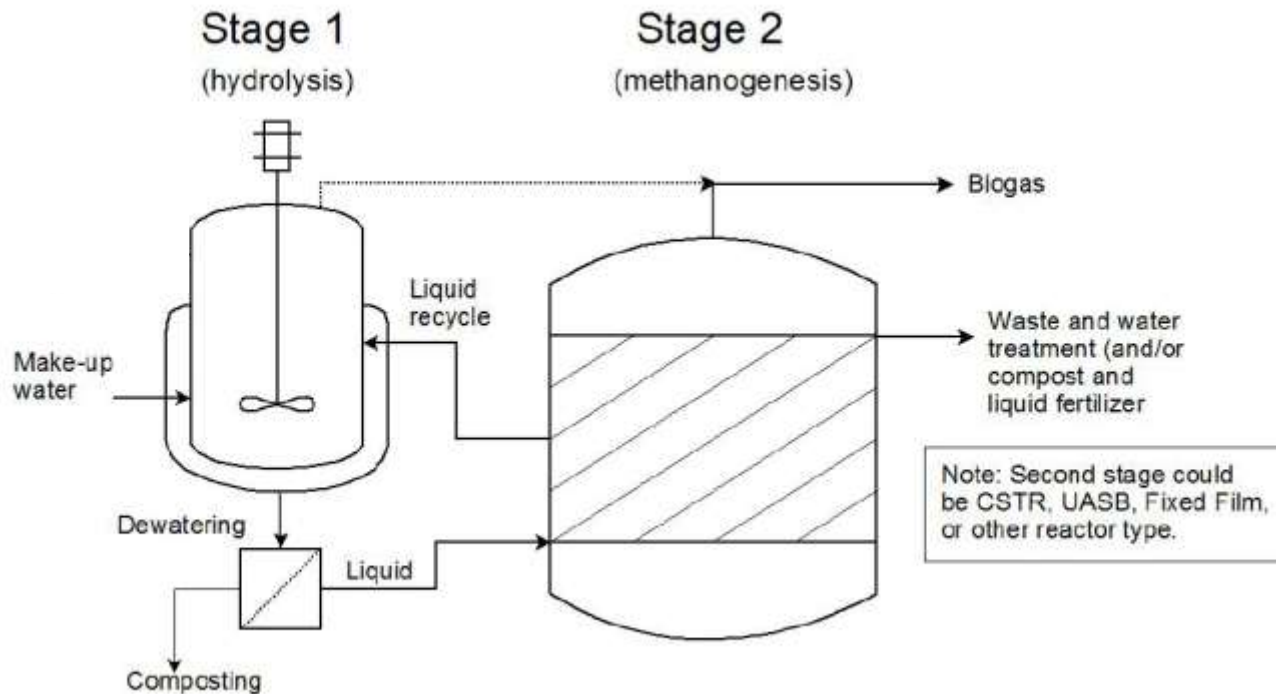 Stage 1
(hydrolysis)
Stage 2
(methanogenesis)
Biogas
Liquid
recycle
Make-up
water
Waste and water
treatment (and/or
compost and
liquid fertilizer
Note: Second stage could
be CSTR, UASB, Fixed Film,
or other reactor type.
Dewatering
Liquid
Composting